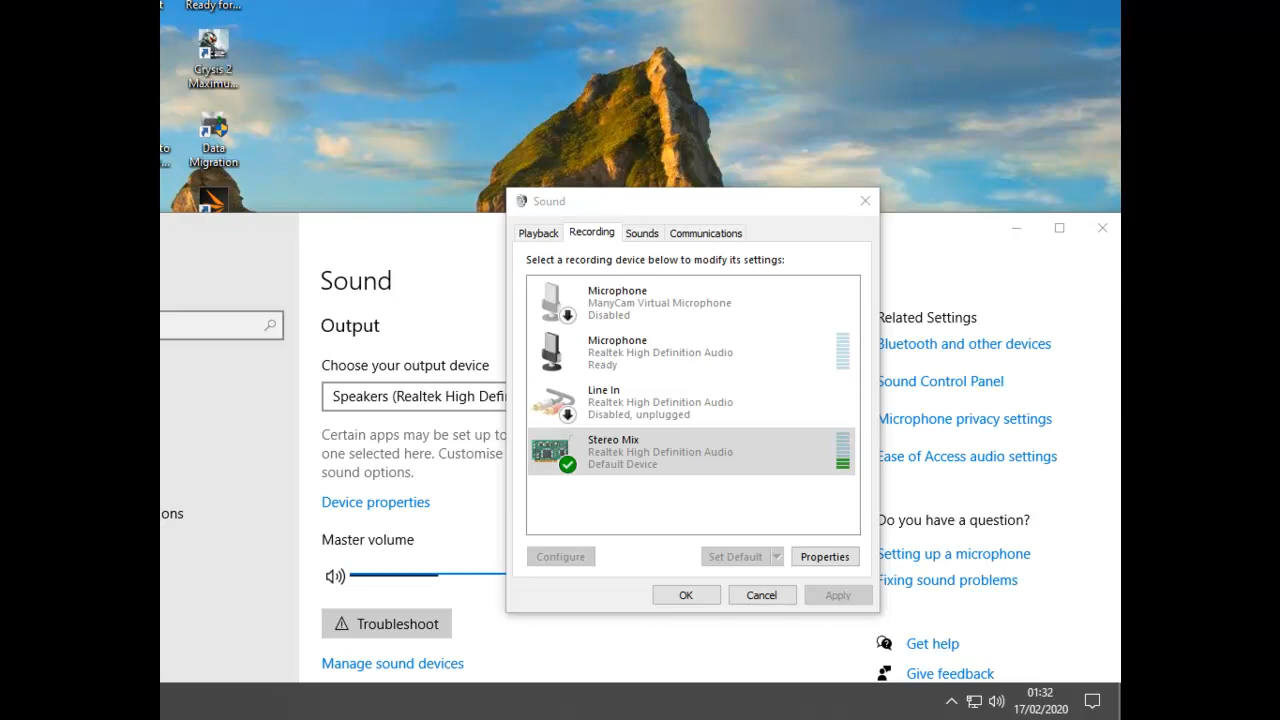 Ready for...
Crysis 2
Maximu...
to
...
Data
Migration
Sound
Playback
Recording
Sounds
Communications
Select a recording device below to modify its settings:
Microphone
ManyCam Virtual Microphone
Disabled
Microphone
Realtek High Definition Audio
Ready
Line In
Realtek High Definition Audio
Disabled, unplugged
Stereo Mix
Realtek High Definition Audio
Default Device
Configure
Set Default
Properties
OK
Cancel
Apply
ons
Sound
Output
Choose your output device
Speakers (Realtek High Defi
Certain apps may be set up to
one selected here. Customise
sound options.
Device properties
Master volume
Troubleshoot
Manage sound devices
Related Settings
Bluetooth and other devices
Sound Control Panel
Microphone privacy settings
Ease of Access audio settings
Do you have a question?
Setting up a microphone
Fixing sound problems
Get help
Give feedback
01:32
17/02/2020